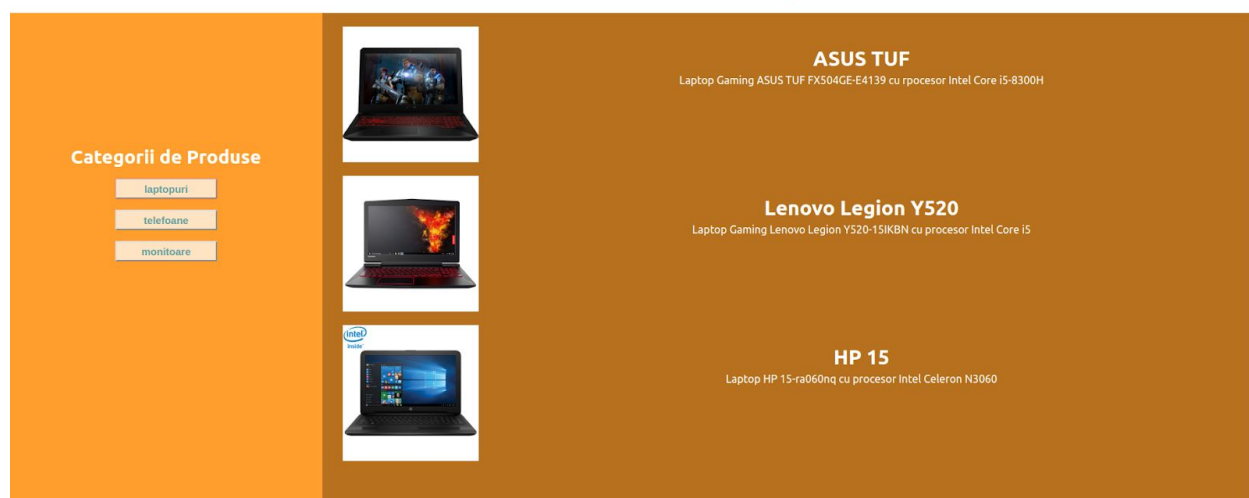 Categorii de Produse
laptopuri
telefoane
monitoare
ASUS TUF
Laptop Gaming ASUS TUF FX504GE-E4139 cu rpocesor Intel Core i5-8300H
Lenovo Legion Y520
Laptop Gaming Lenovo Legion Y520-15IKBN cu procesor Intel Core i5
intel
inside
HP 15
Laptop HP 15-ra060nq cu procesor Intel Celeron N3060